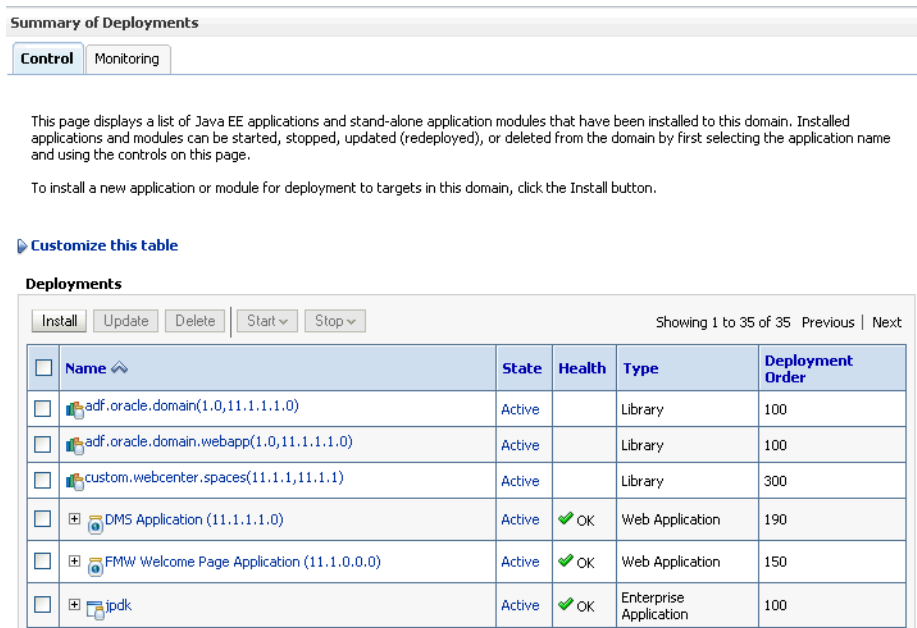 Summary of Deployments
Control Monitoring
This page displays a list of Java EE applications and stand-alone application modules that have been installed to this domain. Installed
applications and modules can be started, stopped, updated (redeployed), or deleted from the domain by first selecting the application name
and using the controls on this page.
To install a new application or module for deployment to targets in this domain, click the Install button.
Customize this table
Deployments
Install Update Delete Start Stop Showing 1 to 35 of 35 Previous | Next
Name State Health Type Deployment
Order
adf.oracle.domain(1.0,11.1.1.1.0) Active Library 100
adf.oracle.domain.webapp(1.0,11.1.1.1.0) Active Library 100
custom.webcenter.spaces(11.1.1,11.1.1) Active Library 300
DMS Application (11.1.1.1.0) Active OK Web Application 190
FMW Welcome Page Application (11.1.0.0.0) Active OK Web Application 150
jpdk Active OK Enterprise
Application 100